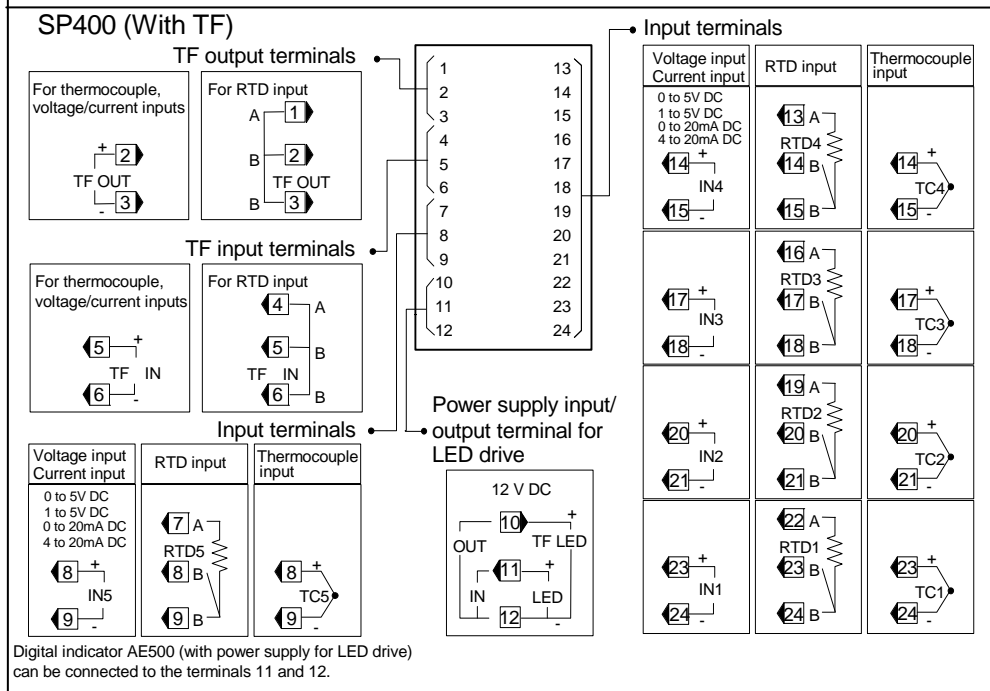 SP400 (With TF)
TF output terminals
For thermocouple,
voltage/current inputs
+ 2
TF OUT
- 3
For RTD input
A 1
B 2
TF OUT
B 3
TF input terminals
For thermocouple,
voltage/current inputs
5 +
TF IN
6 -
For RTD input
4 A
5 B
TF IN
6 B
Input terminals
Voltage input
Current input
0 to 5V DC
1 to 5V DC
0 to 20mA DC
4 to 20mA DC
8 +
IN5
9 -
RTD input
7 A
RTD5
8 B
9 B
Thermocouple
input
8 +
TC5
9 -
1 13
2 14
3 15
4 16
5 17
6 18
7 19
8 20
9 21
10 22
11 23
12 24
Power supply input/
output terminal for
LED drive
12 V DC
10 +
OUT TF LED
11 +
IN LED
12 - -
Input terminals
Voltage input
Current input
RTD input
Thermocouple
input
0 to 5V DC
1 to 5V DC
0 to 20mA DC
4 to 20mA DC
14 +
IN4
15 -
13 A
RTD4
14 B
15 B
14 +
TC4
15 -
17 +
IN3
18 -
16 A
RTD3
17 B
18 B
17 +
TC3
18 -
20 +
IN2
21 -
19 A
RTD2
20 B
21 B
20 +
TC2
21 -
23 +
IN1
24 -
22 A
RTD1
23 B
24 B
23 +
TC1
24 -
Digital indicator AE500 (with power supply for LED drive)
can be connected to the terminals 11 and 12.